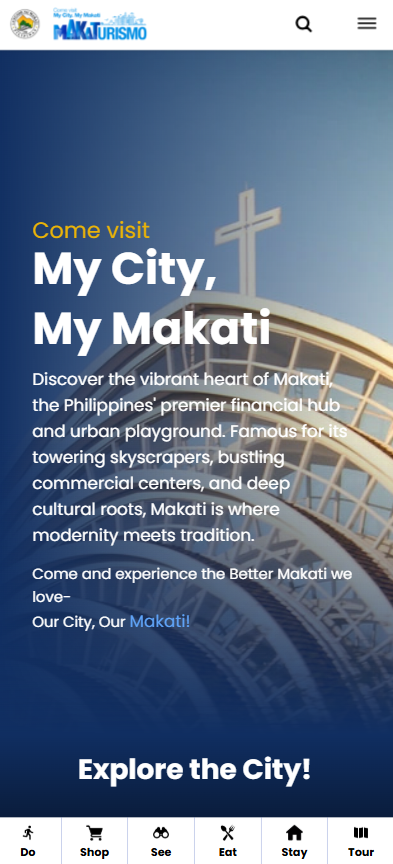 Come visit
My City, My Makati
MAKATURISMO
Come visit
My City,
My Makati
Discover the vibrant heart of Makati,
the Philippines' premier financial hub
and urban playground. Famous for its
towering skyscrapers, bustling
commercial centers, and deep
cultural roots, Makati is where
modernity meets tradition.
Come and experience the Better Makati we
love-
Our City, Our Makati!
Explore the City!
Do Shop See Eat Stay Tour